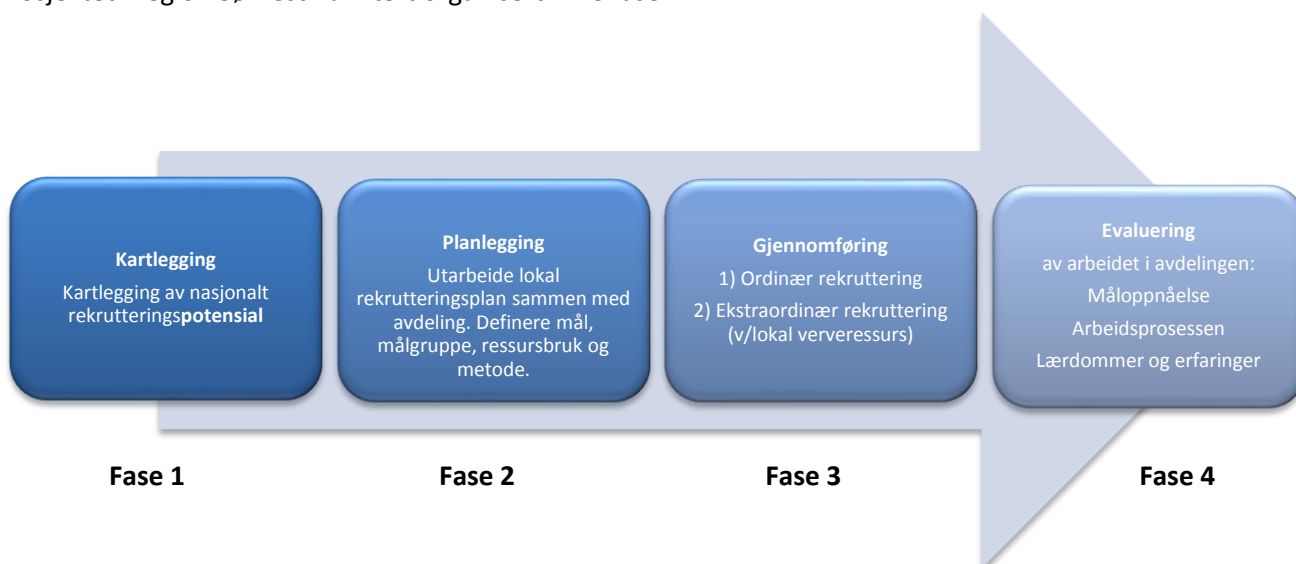 Kartlegging
Kartlegging av nasjonalt
rekrutteringspotensial
Planlegging
Utarbeide lokal
rekrutteringsplan sammen med
avdeling. Definere mål,
målgruppe, ressursbruk og
metode.
Gjennomføring
1) Ordinær rekruttering
2) Ekstraordinær rekruttering
(v/lokal ververessurs)
Evaluering
av arbeidet i avdelingen:
Måloppnåelse
Arbeidsprosessen
Lærdommer og erfaringer
Fase 1
Fase 2
Fase 3
Fase 4